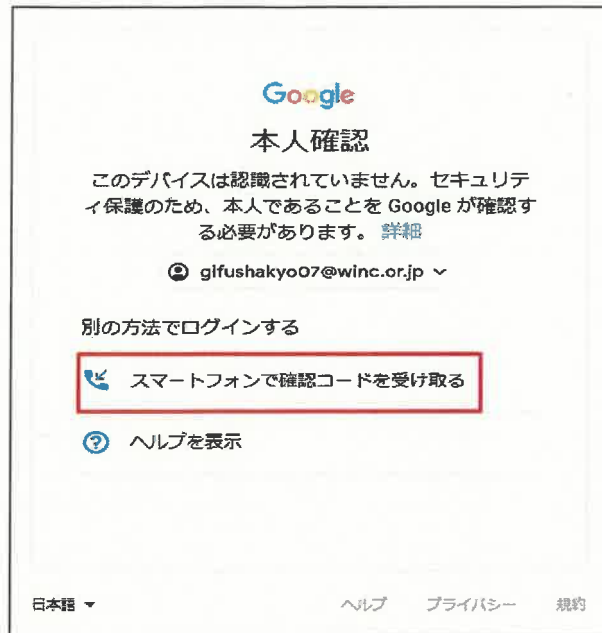 Google
本人確認
このデバイスは認識されていません。セキュリテ
ィ保護のため、本人であることを Google が確認す
る必要があります。 詳細
gifushakyo07@winc.or.jp
別の方法でログインする
スマートフォンで確認コードを受け取る
ヘルプを表示
日本語 ヘルプ プライバシー 規約